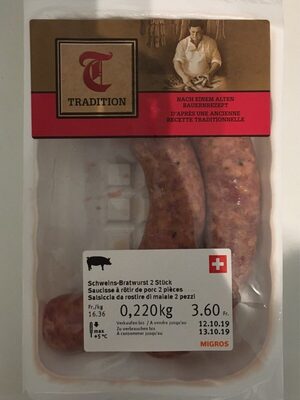 T
TRADITION
NACH EINEM ALTEN
BAUERNREZEPT
D'APRÈS UNE ANCIENNE
RECETTE TRADITIONNELLE
Schweins-Bratwurst 2 Stück
Saucisse à rôtir de porc 2 pièces
Salsiccia da rostire di maiale 2 pezzi
Fr./kg
16.36
0,220kg
3.60 Fr.
max
+5 °C
Verkaufen bis / A vendre jusqu'au
12.10.19
Zu verbrauchen bis
A consommer jusqu'au
13.10.19
MIGROS